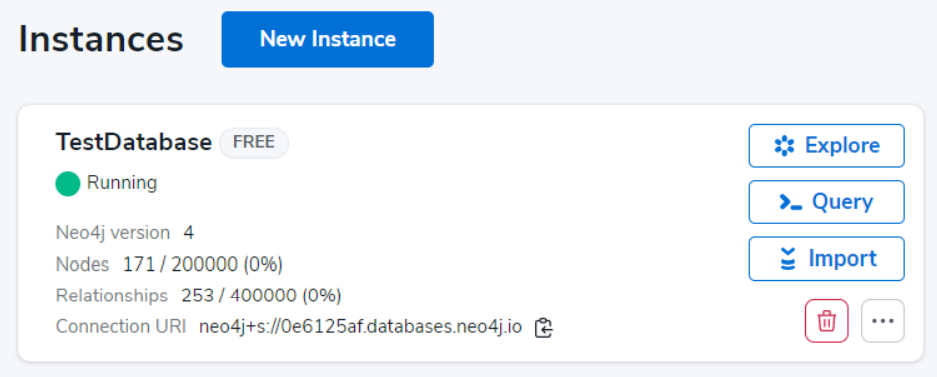 Instances
New Instance
TestDatabase FREE
Running
Neo4j version 4
Nodes 171 / 200000 (0%)
Relationships 253 / 400000 (0%)
Connection URI neo4j+s://0e6125af.databases.neo4j.io
Explore
Query
Import